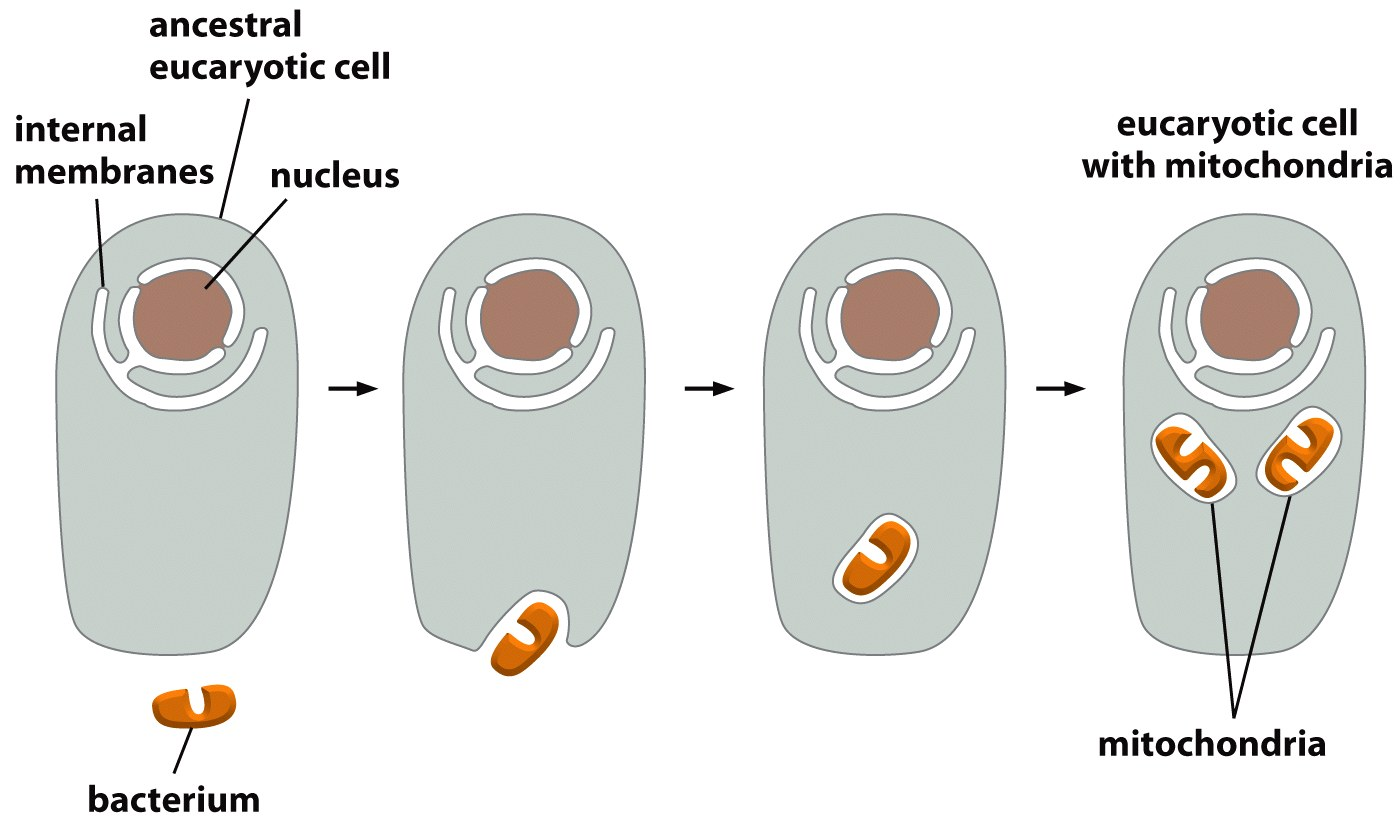 ancestral
eucaryotic cell
internal
membranes
nucleus
eucaryotic cell
with mitochondria
mitochondria
bacterium